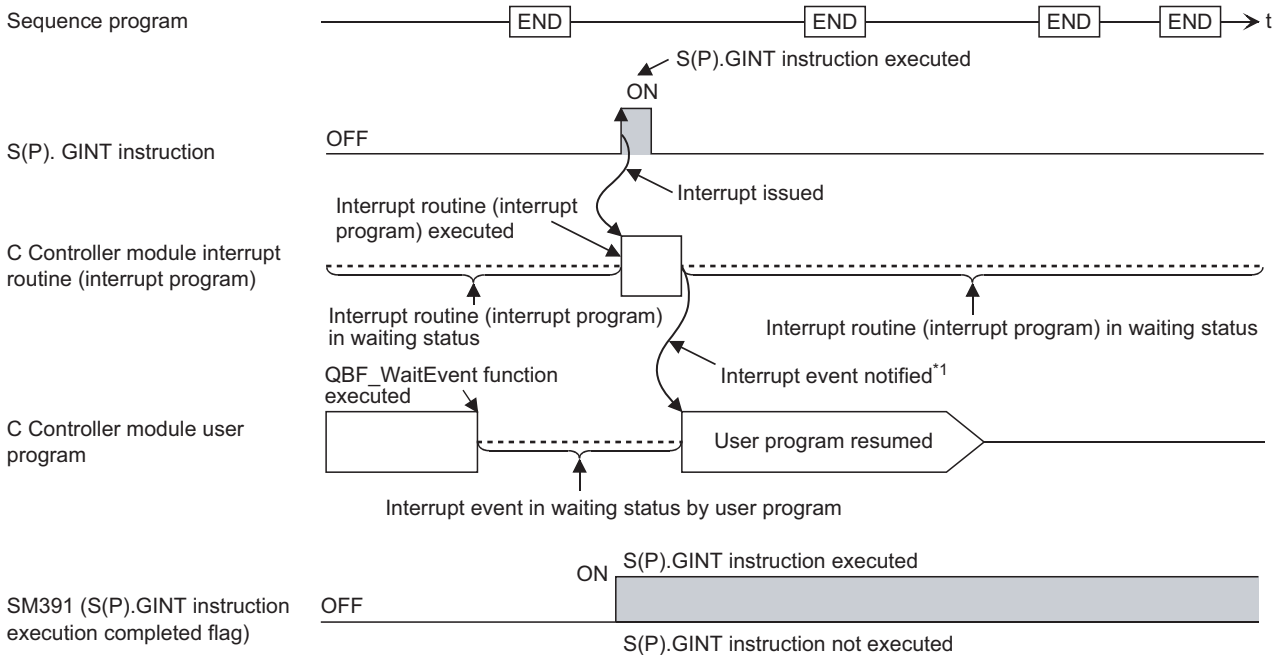 Sequence program
END
END
END
END
t
S(P).GINT instruction executed
ON
OFF
S(P). GINT instruction
Interrupt issued
Interrupt routine (interrupt
program) executed
C Controller module interrupt
routine (interrupt program)
Interrupt routine (interrupt program)
in waiting status
Interrupt routine (interrupt program) in waiting status
QBF_WaitEvent function
executed
Interrupt event notified*1
C Controller module user
program
User program resumed
Interrupt event in waiting status by user program
S(P).GINT instruction executed
ON
SM391 (S(P).GINT instruction
execution completed flag)
OFF
S(P).GINT instruction not executed